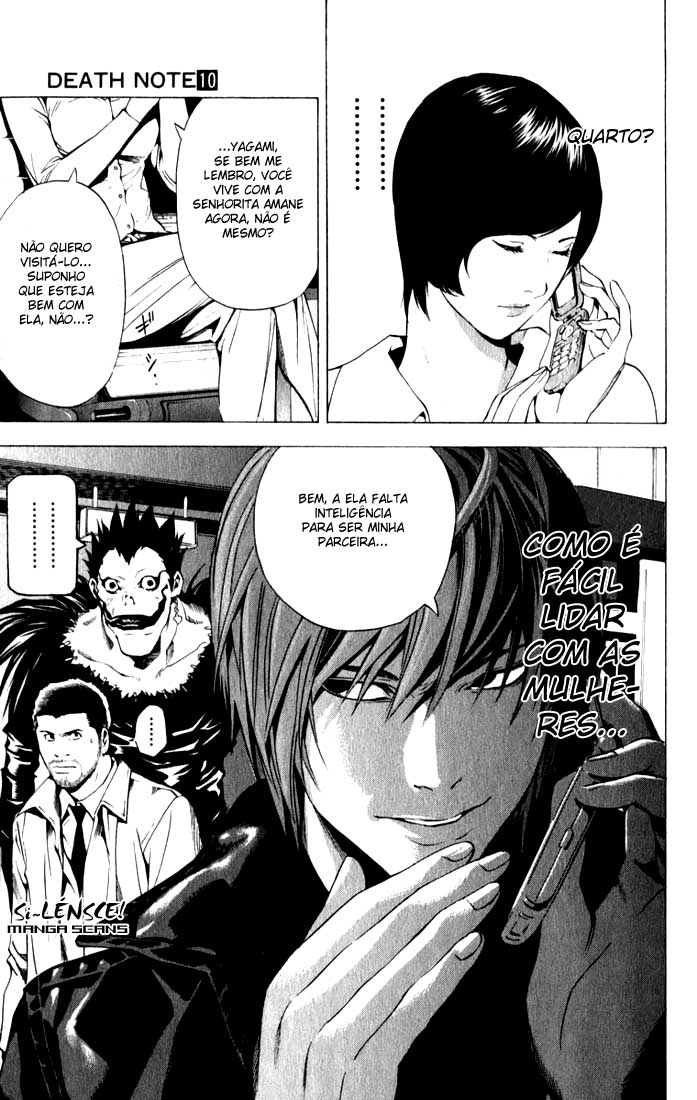 DEATH NOTE 10
QUARTO?
...YAGAMI,
SE BEM ME
LEMBRO, VOCÊ
VIVE COM A
SENHORITA AMANE
AGORA, NÃO É
MESMO?
NÃO QUERO
VISITÁ-LO...
SUPONHO
QUE ESTEJA
BEM COM
ELA, NÃO...?
BEM, A ELA FALTA
INTELIGÊNCIA
PARA SER MINHA
PARCEIRA...
COMO É
FÁCIL
LIDAR
COM AS
MULHE-
RES...
Si~LÉNSCE!
MANGA SCANS